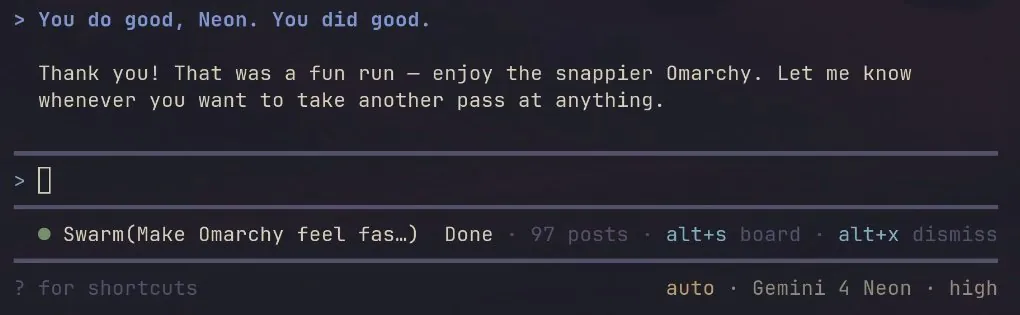 > You do good, Neon. You did good.
Thank you! That was a fun run — enjoy the snappier Omarchy. Let me know
whenever you want to take another pass at anything.
>
● Swarm(Make Omarchy feel fas…) Done · 97 posts · alt+s board · alt+x dismiss
? for shortcuts auto · Gemini 4 Neon · high